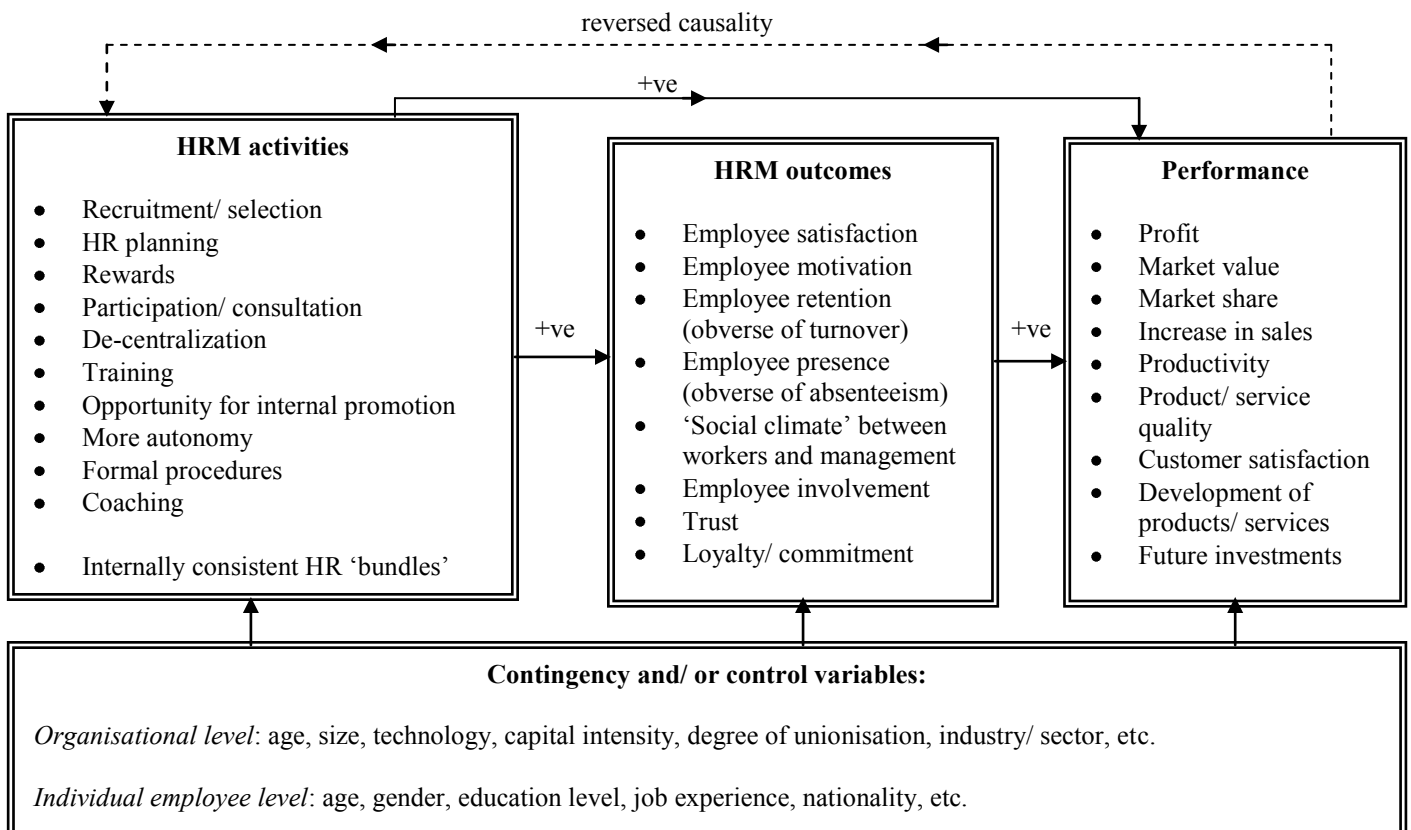 reversed causality
+ve
HRM activities
• Recruitment/ selection
• HR planning
• Rewards
• Participation/ consultation
• De-centralization
• Training
• Opportunity for internal promotion
• More autonomy
• Formal procedures
• Coaching
• Internally consistent HR ‘bundles’
+ve
HRM outcomes
• Employee satisfaction
• Employee motivation
• Employee retention
(obverse of turnover)
• Employee presence
(obverse of absenteeism)
• ‘Social climate’ between
workers and management
• Employee involvement
• Trust
• Loyalty/ commitment
+ve
Performance
• Profit
• Market value
• Market share
• Increase in sales
• Productivity
• Product/ service
quality
• Customer satisfaction
• Development of
products/ services
• Future investments
Contingency and/ or control variables:
Organisational level: age, size, technology, capital intensity, degree of unionisation, industry/ sector, etc.
Individual employee level: age, gender, education level, job experience, nationality, etc.